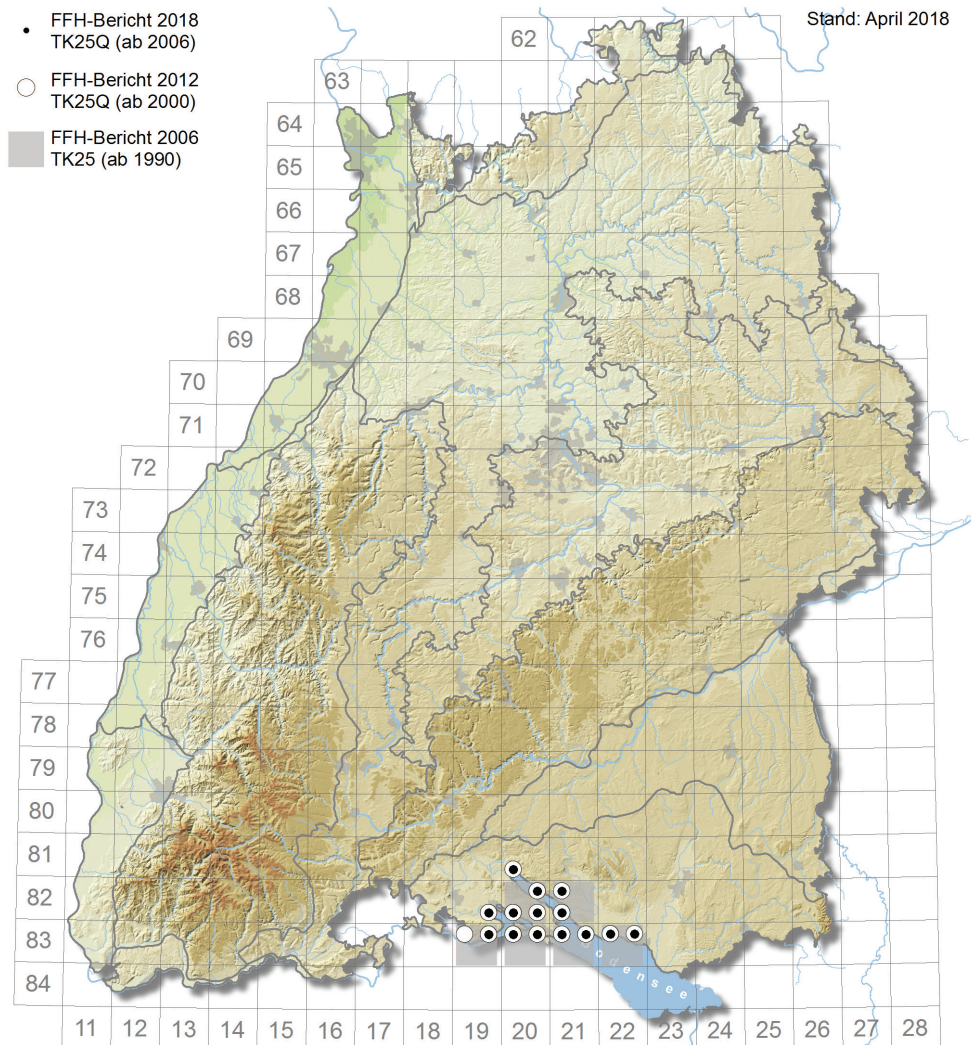 FFH-Bericht 2018
TK25Q (ab 2006)
FFH-Bericht 2012
TK25Q (ab 2000)
FFH-Bericht 2006
TK25 (ab 1990)
Stand: April 2018
62
63
64
65
66
67
68
69
70
71
72
73
74
75
76
77
78
79
80
81
82
83
84
odensee
11 12 13 14 15 16 17 18 19 20 21 22 23 24 25 26 27 28